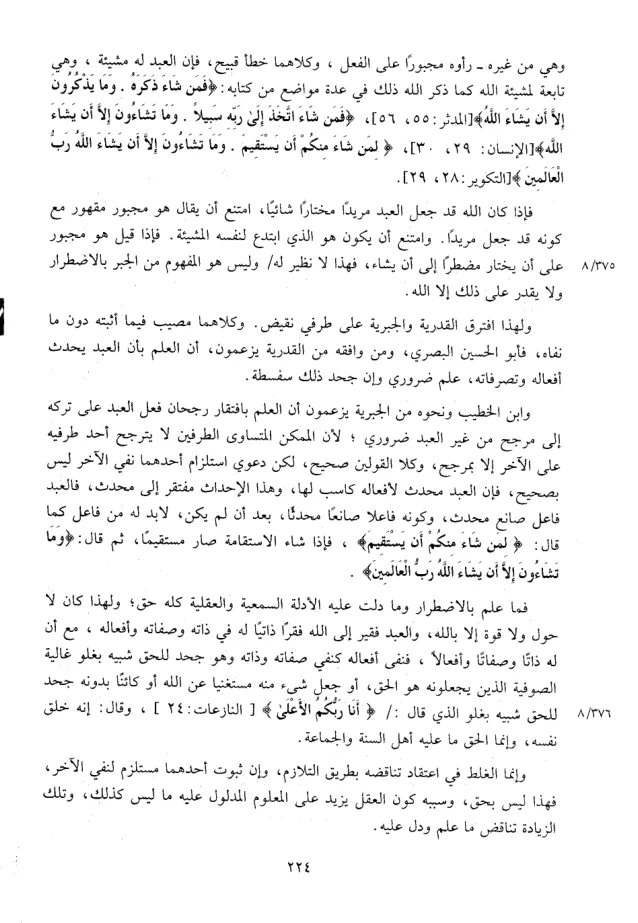 وهي من غيره ـ رأوه مجبورًا على الفعل ، وكلاهما خطأ قبيح، فإن العبد له مشيئة ، وهي
تابعة لمشيئة الله كما ذكر الله ذلك في عدة مواضع من كتابه: ﴿فَمَن شَاءَ ذَكَرَهُ . وَمَا يَذْكُرُونَ
إِلاَّ أَن يَشَاءَ اللَّهُ﴾[المدثر: ٥٥، ٥٦]، ﴿فَمَن شَاءَ اتَّخَذَ إِلَىٰ رَبِّهِ سَبِيلاً . وَمَا تَشَاءُونَ إِلاَّ أَن يَشَاءَ
اللَّه﴾[الإنسان: ٢٩، ٣٠]، ﴿ لِمَن شَاءَ مِنكُمْ أَن يَسْتَقِيمَ . وَمَا تَشَاءُونَ إِلاَّ أَن يَشَاءَ اللَّهُ رَبُّ
الْعَالَمِينَ ﴾[التكوير: ٢٨، ٢٩].
فإذا كان الله قد جعل العبد مريدًا مختارًا شائيًا، امتنع أن يقال هو مجبور مقهور مع
كونه قد جعل مريدًا. وامتنع أن يكون هو الذي ابتدع لنفسه المشيئة. فإذا قيل هو مجبور
على أن يختار مضطرًا إلى أن يشاء، فهذا لا نظير له/ وليس هو المفهوم من الجبر بالاضطرار ٨/٣٧٥
ولا يقدر على ذلك إلا الله.
ولهذا افترق القدرية والجبرية على طرفي نقيض. وكلاهما مصيب فيما أثبته دون ما
نفاه، فأبو الحسين البصري، ومن وافقه من القدرية يزعمون، أن العلم بأن العبد يحدث
أفعاله وتصرفاته، علم ضروري وإن جحد ذلك سفسطة.
وابن الخطيب ونحوه من الجبرية يزعمون أن العلم بافتقار رجحان فعل العبد على تركه
إلى مرجح من غير العبد ضروري ؛ لأن الممكن المتساوى الطرفين لا يترجح أحد طرفيه
على الآخر إلا بمرجح، وكلا القولين صحيح، لكن دعوي استلزام أحدهما نفي الآخر ليس
بصحيح، فإن العبد محدث لأفعاله كاسب لها، وهذا الإحداث مفتقر إلى محدث، فالعبد
فاعل صانع محدث، وكونه فاعلا صانعًا محدثًا، بعد أن لم يكن، لابد له من فاعل كما
قال: ﴿ لِمَن شَاءَ مِنكُمْ أَن يَسْتَقِيمَ﴾ ، فإذا شاء الاستقامة صار مستقيمًا، ثم قال: ﴿وَمَا
تَشَاءُونَ إِلاَّ أَن يَشَاءَ اللَّهُ رَبُّ الْعَالَمِينَ﴾ .
فما علم بالاضطرار وما دلت عليه الأدلة السمعية والعقلية كله حق؛ ولهذا كان لا
حول ولا قوة إلا بالله، والعبد فقير إلى الله فقرًا ذاتيًا له في ذاته وصفاته وأفعاله ، مع أن
له ذاتًا وصفاتًا وأفعالاً ، فنفى أفعاله كنفي صفاته وذاته وهو جحد للحق شبيه بغلو غالية
الصوفية الذين يجعلونه هو الحق، أو جعل شىء منه مستغنيا عن الله أو كائنًا بدونه جحد
للحق شبيه بغلو الذي قال :/ ﴿ أَنَا رَبُّكُمُ الأَعْلَىٰ ﴾ [ النازعات: ٢٤ ] ، وقال: إنه خلق ٨/٣٧٦
نفسه، وإنما الحق ما عليه أهل السنة والجماعة.
وإنما الغلط في اعتقاد تناقضه بطريق التلازم، وإن ثبوت أحدهما مستلزم لنفي الآخر،
فهذا ليس بحق، وسببه كون العقل يزيد على المعلوم المدلول عليه ما ليس كذلك، وتلك
الزيادة تناقض ما علم ودل عليه.
٢٢٤